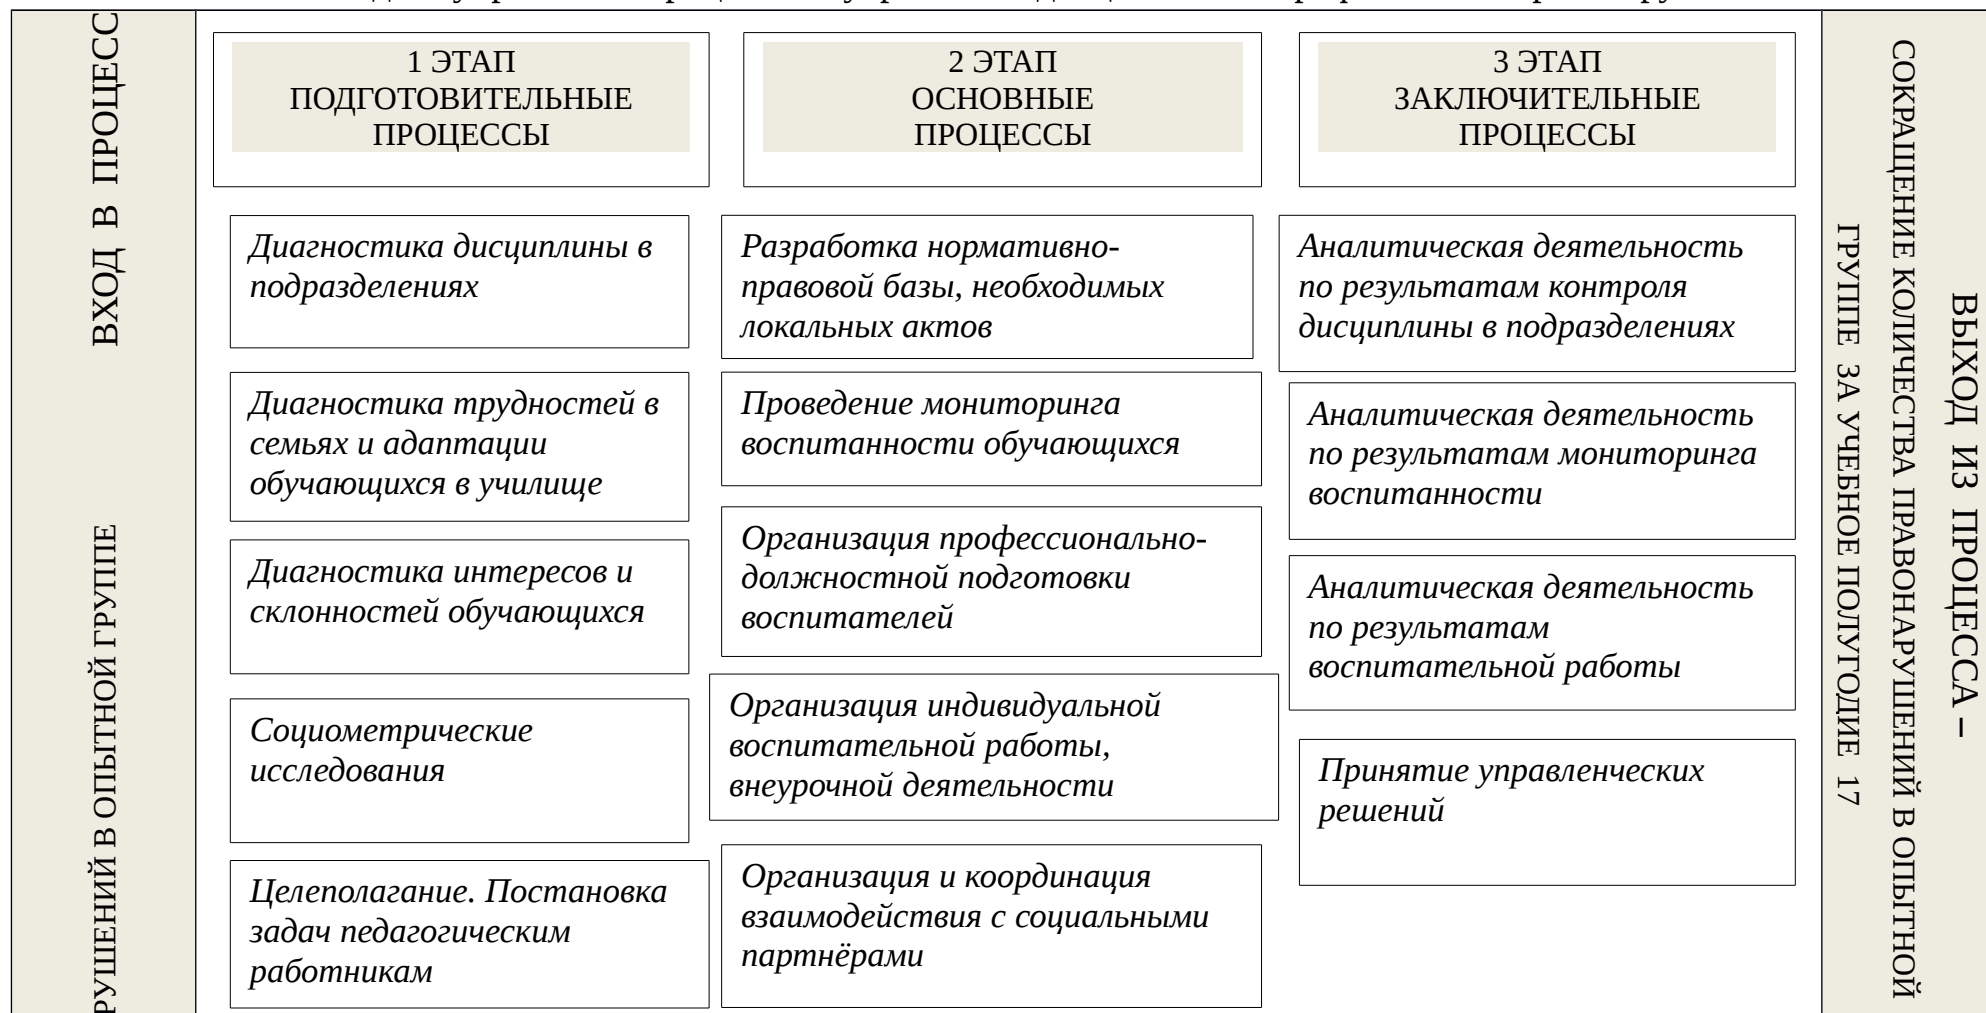 ВХОД В ПРОЦЕСС
В ОПЫТНОЙ ГРУППЕ
1 ЭТАП
ПОДГОТОВИТЕЛЬНЫЕ
ПРОЦЕССЫ
Диагностика дисциплины в
подразделениях
Диагностика трудностей в
семьях и адаптации
обучающихся в училище
Диагностика интересов и
склонностей обучающихся
Социометрические
исследования
Целеполагание. Постановка
задач педагогическим
работникам
2 ЭТАП
ОСНОВНЫЕ
ПРОЦЕССЫ
Разработка нормативно-
правовой базы, необходимых
локальных актов
Проведение мониторинга
воспитанности обучающихся
Организация профессионально-
должностной подготовки
воспитателей
Организация индивидуальной
воспитательной работы,
внеурочной деятельности
Организация и координация
взаимодействия с социальными
партнёрами
3 ЭТАП
ЗАКЛЮЧИТЕЛЬНЫЕ
ПРОЦЕССЫ
Аналитическая деятельность
по результатам контроля
дисциплины в подразделениях
Аналитическая деятельность
по результатам мониторинга
воспитанности
Аналитическая деятельность
по результатам
воспитательной работы
Принятие управленческих
решений
ВЫХОД ИЗ ПРОЦЕССА –
СОКРАЩЕНИЕ КОЛИЧЕСТВА ПРАВОНАРУШЕНИЙ В ОПЫТНОЙ
ГРУППЕ ЗА УЧЕБНОЕ ПОЛУГОДИЕ 17